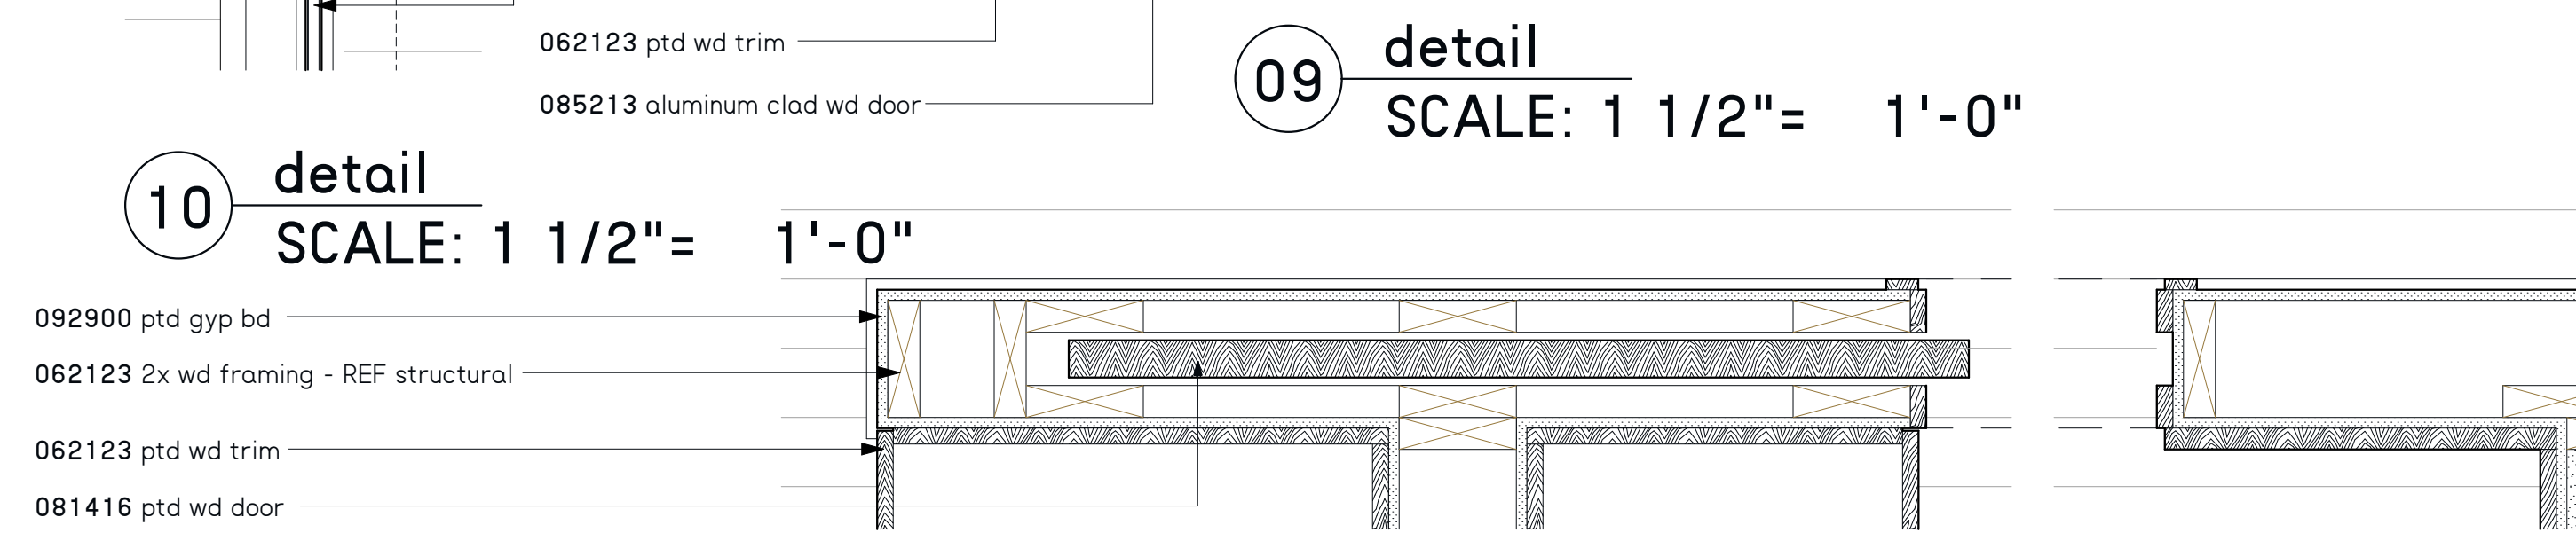 062123 ptd wd trim
085213 aluminum clad wd door
09 detail
SCALE: 1 1/2"= 1'-0"
10 detail
SCALE: 1 1/2"= 1'-0"
092900 ptd gyp bd
062123 2x wd framing - REF structural
062123 ptd wd trim
081416 ptd wd door